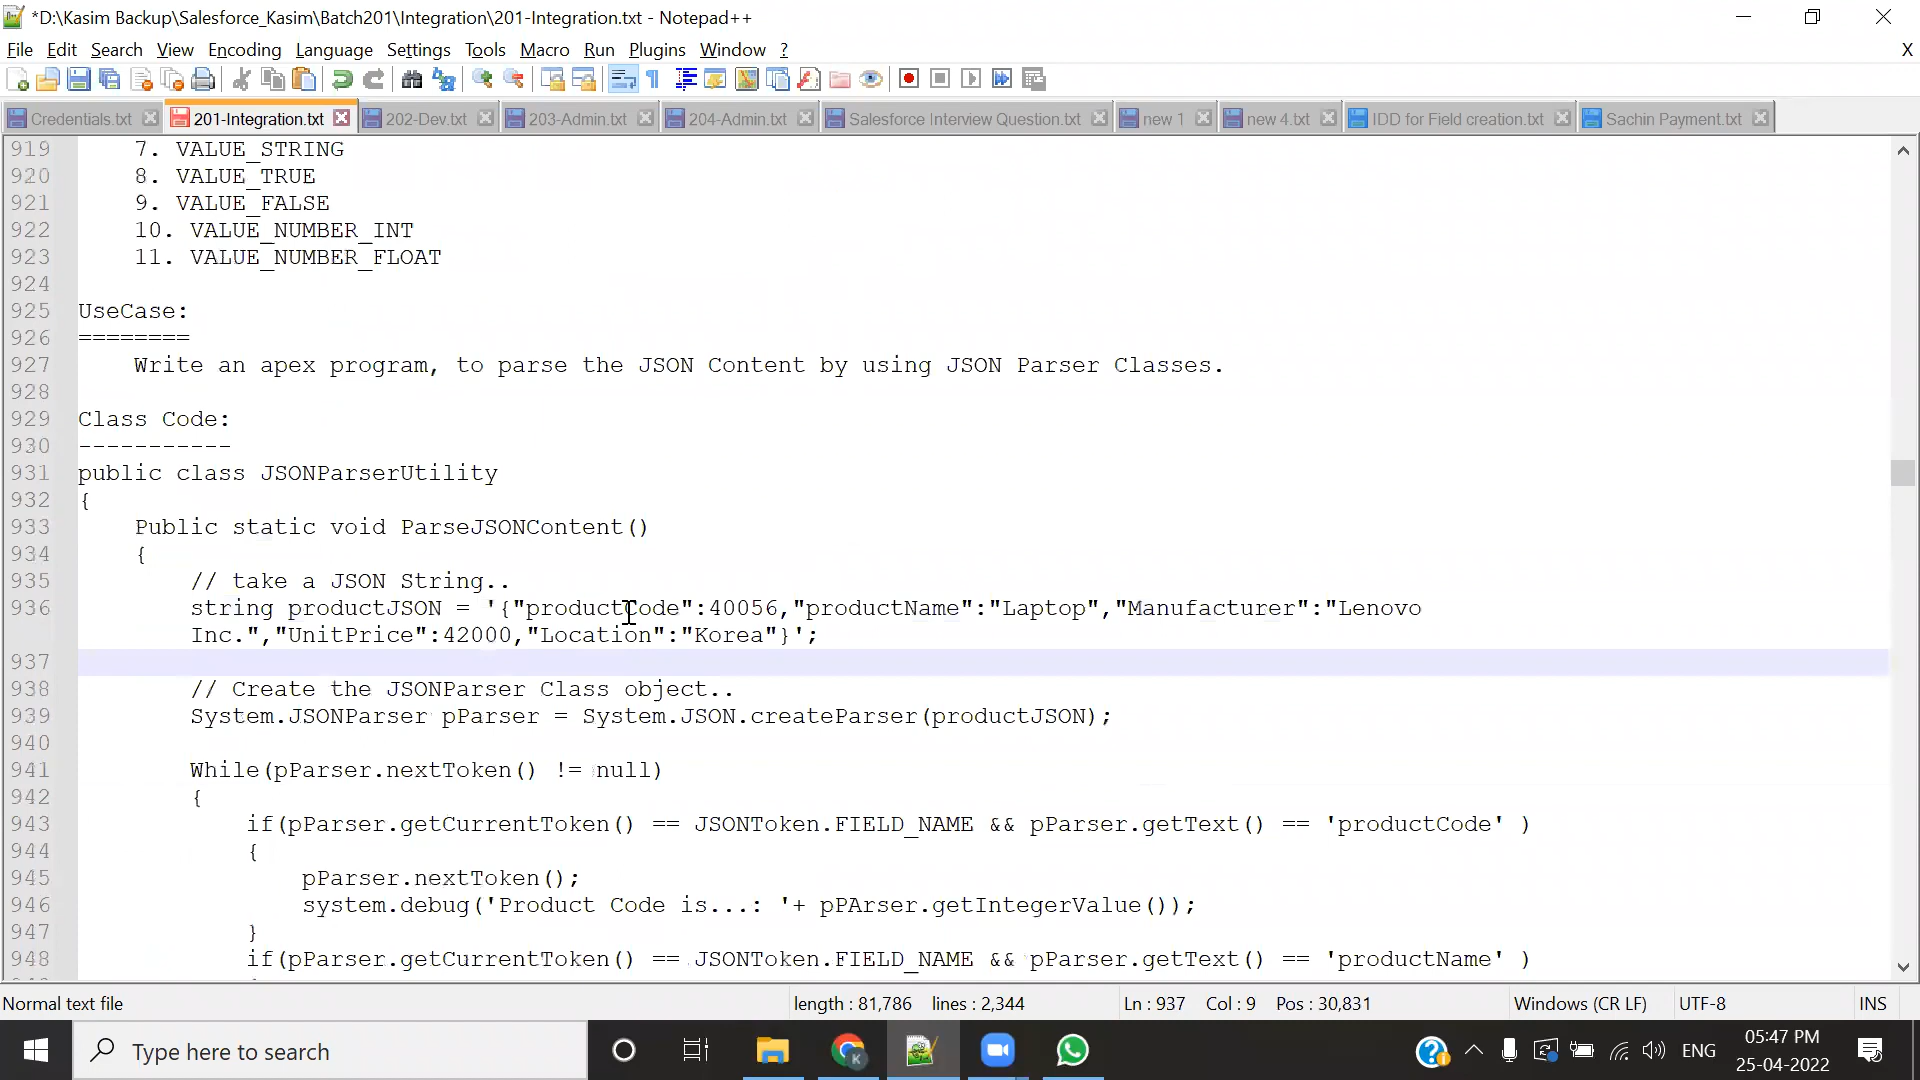 *D:\Kasim Backup\Salesforce_Kasim\Batch201\Integration\201-Integration.txt - Notepad++
File Edit Search View Encoding Language Settings Tools Macro Run Plugins Window ? X
Credentials.txt 201-Integration.txt 202-Dev.txt 203-Admin.txt 204-Admin.txt Salesforce Interview Question.txt new 1 new 4.txt IDD for Field creation.txt Sachin Payment.txt
919 7. VALUE_STRING
920 8. VALUE_TRUE
921 9. VALUE_FALSE
922 10. VALUE_NUMBER_INT
923 11. VALUE_NUMBER_FLOAT
924
925 UseCase:
926 ========
927 Write an apex program, to parse the JSON Content by using JSON Parser Classes.
928
929 Class Code:
930 -----------
931 public class JSONParserUtility
932 {
933 Public static void ParseJSONContent()
934 {
935 // take a JSON String..
936 string productJSON = '{"productCode":40056,"productName":"Laptop","Manufacturer":"Lenovo
Inc.","UnitPrice":42000,"Location":"Korea"}';
937
938 // Create the JSONParser Class object..
939 System.JSONParser pParser = System.JSON.createParser(productJSON);
940
941 While(pParser.nextToken() != null)
942 {
943 if(pParser.getCurrentToken() == JSONToken.FIELD_NAME && pParser.getText() == 'productCode' )
944 {
945 pParser.nextToken();
946 system.debug('Product Code is...: '+ pPArser.getIntegerValue());
947 }
948 if(pParser.getCurrentToken() == JSONToken.FIELD_NAME && pParser.getText() == 'productName' )
Normal text file length : 81,786 lines : 2,344 Ln : 937 Col : 9 Pos : 30,831 Windows (CR LF) UTF-8 INS
Type here to search
ENG
05:47 PM
25-04-2022